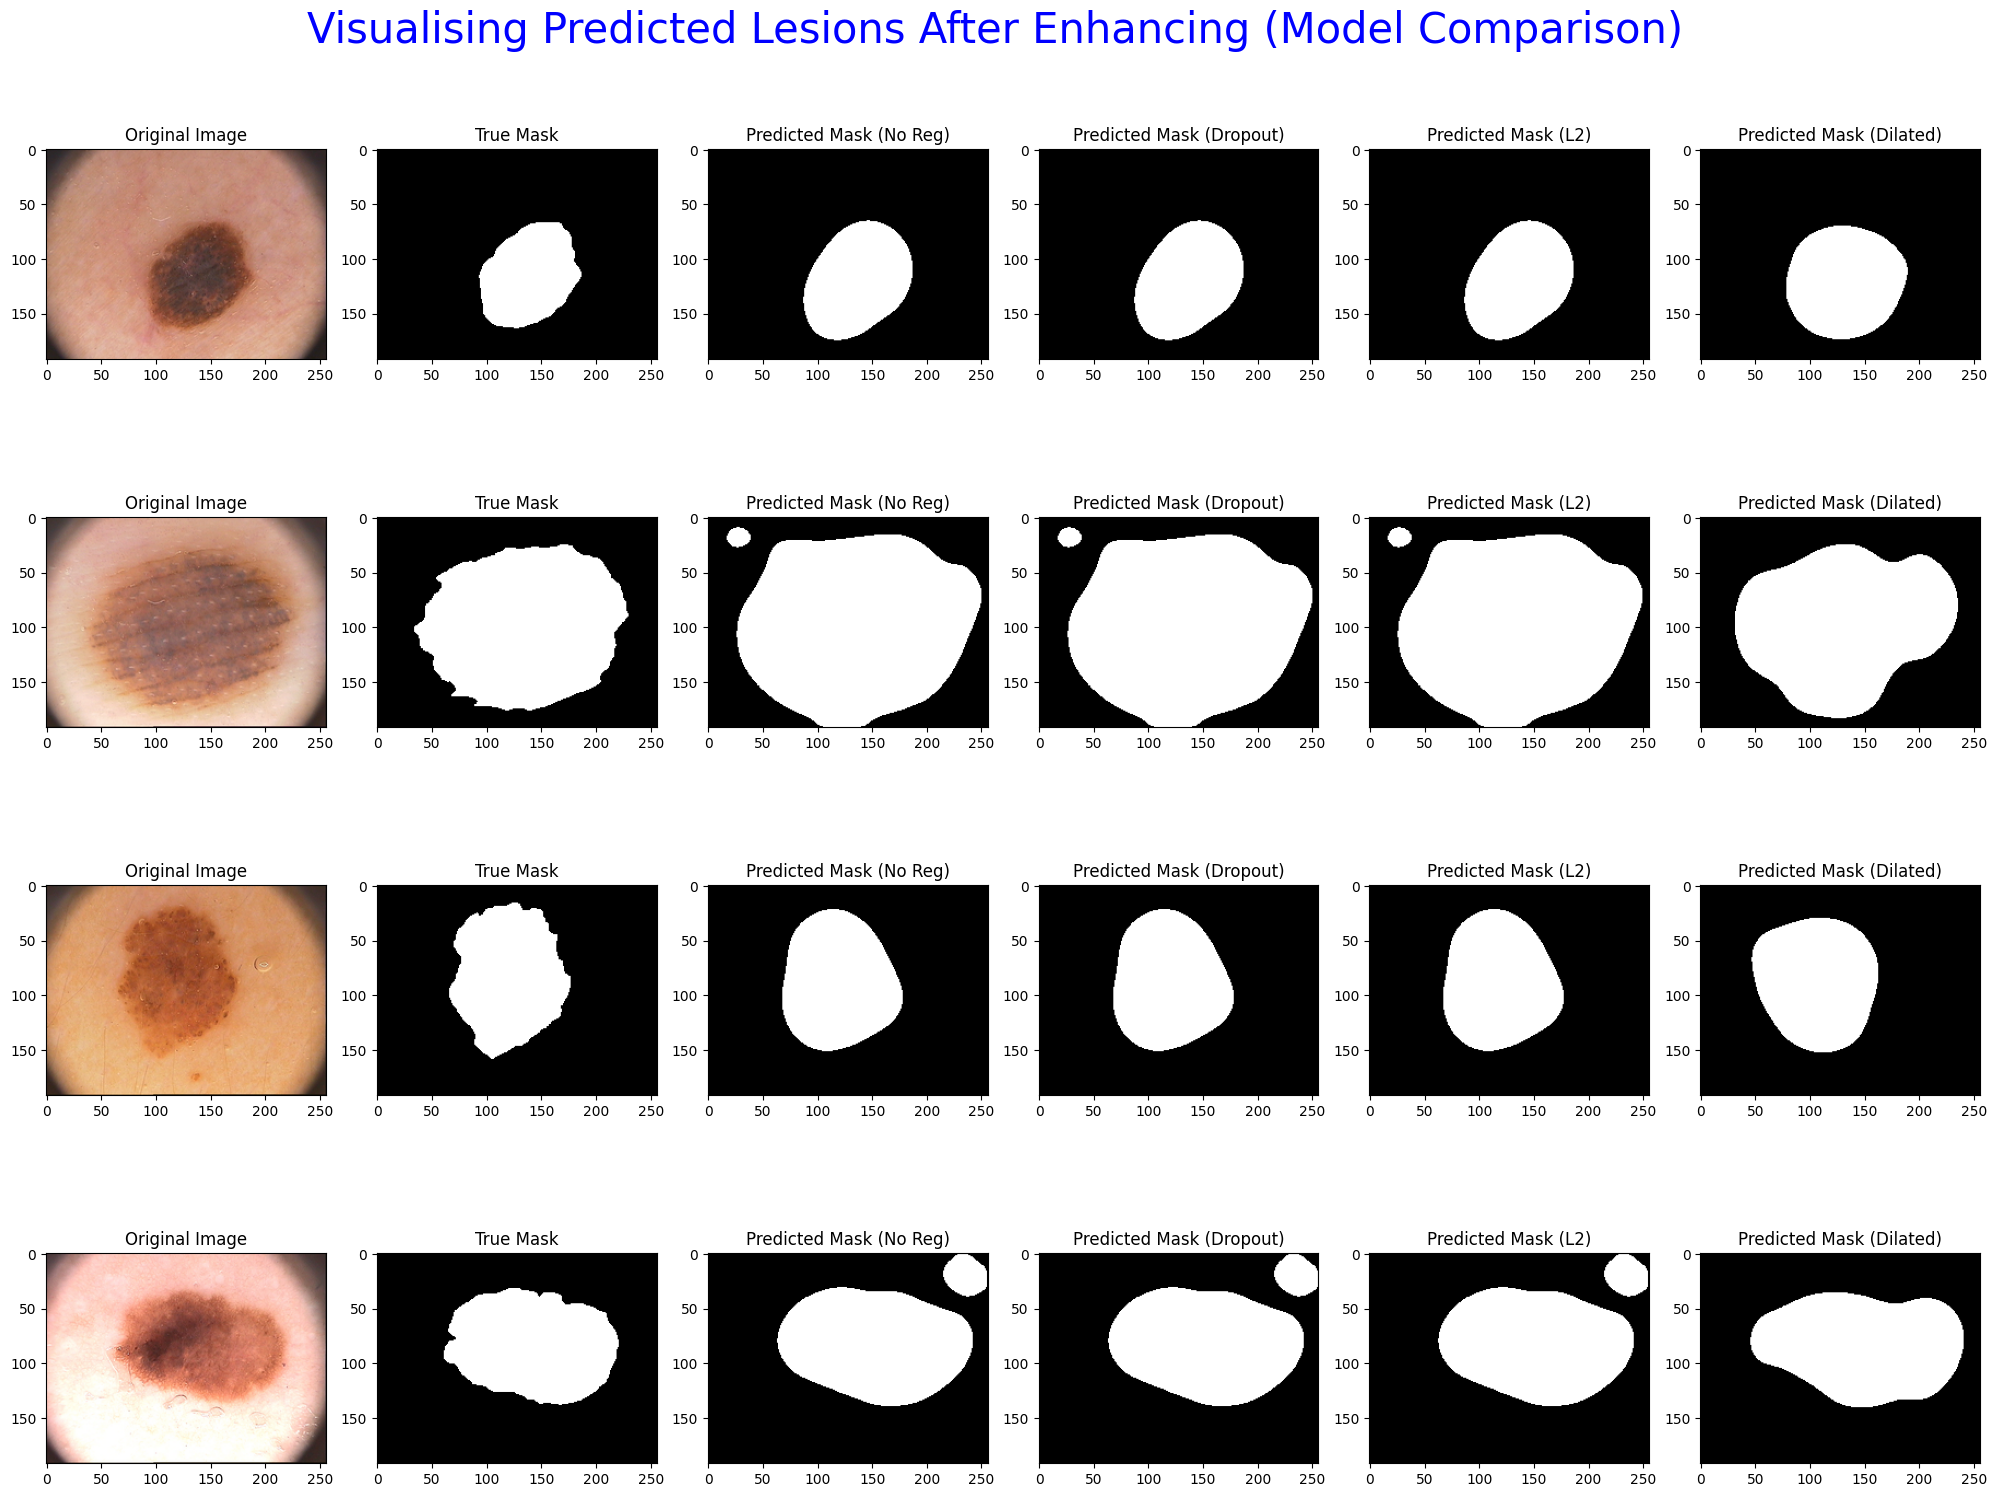 Visualising Predicted Lesions After Enhancing (Model Comparison)
Original Image True Mask Predicted Mask (No Reg) Predicted Mask (Dropout) Predicted Mask (L2) Predicted Mask (Dilated)
0 0 0 0 0 0
50 50 50 50 50 50
100 100 100 100 100 100
150 150 150 150 150 150
0 50 100 150 200 250 0 50 100 150 200 250 0 50 100 150 200 250 0 50 100 150 200 250 0 50 100 150 200 250 0 50 100 150 200 250
Original Image True Mask Predicted Mask (No Reg) Predicted Mask (Dropout) Predicted Mask (L2) Predicted Mask (Dilated)
0 0 0 0 0 0
50 50 50 50 50 50
100 100 100 100 100 100
150 150 150 150 150 150
0 50 100 150 200 250 0 50 100 150 200 250 0 50 100 150 200 250 0 50 100 150 200 250 0 50 100 150 200 250 0 50 100 150 200 250
Original Image True Mask Predicted Mask (No Reg) Predicted Mask (Dropout) Predicted Mask (L2) Predicted Mask (Dilated)
0 0 0 0 0 0
50 50 50 50 50 50
100 100 100 100 100 100
150 150 150 150 150 150
0 50 100 150 200 250 0 50 100 150 200 250 0 50 100 150 200 250 0 50 100 150 200 250 0 50 100 150 200 250 0 50 100 150 200 250
Original Image True Mask Predicted Mask (No Reg) Predicted Mask (Dropout) Predicted Mask (L2) Predicted Mask (Dilated)
0 0 0 0 0 0
50 50 50 50 50 50
100 100 100 100 100 100
150 150 150 150 150 150
0 50 100 150 200 250 0 50 100 150 200 250 0 50 100 150 200 250 0 50 100 150 200 250 0 50 100 150 200 250 0 50 100 150 200 250